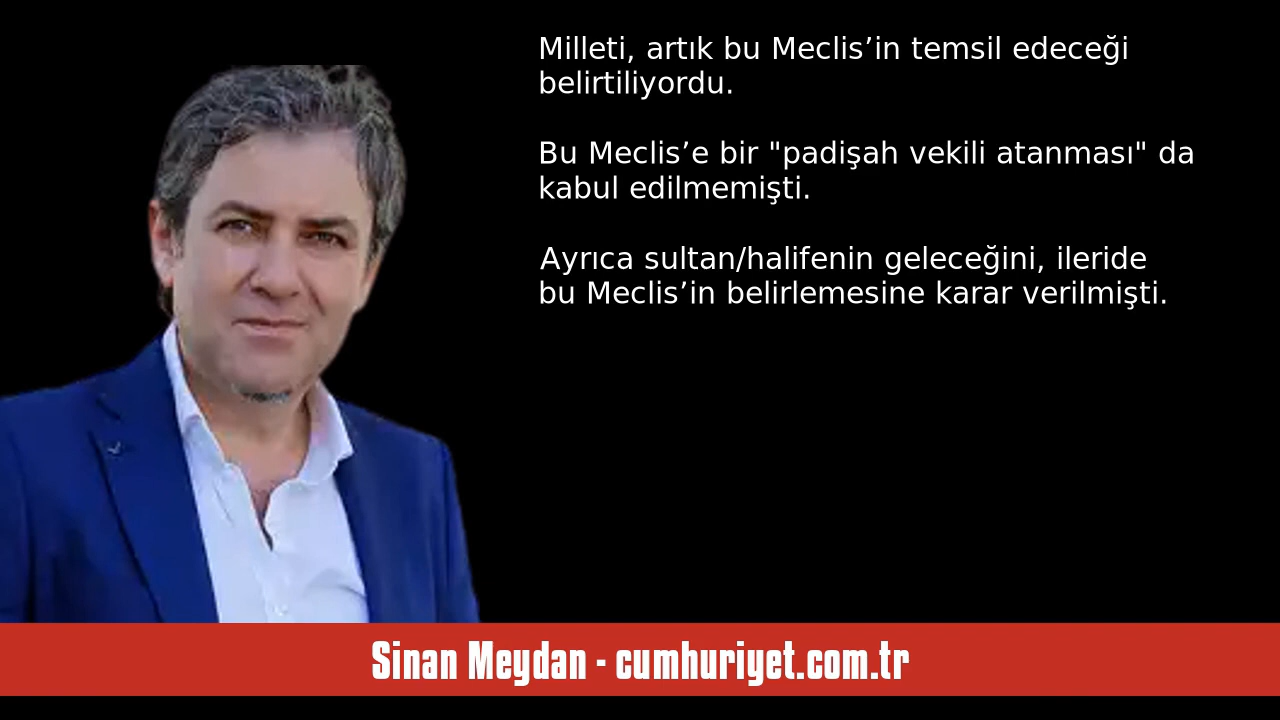 Milleti, artık bu Meclis’in temsil edeceği
belirtiliyordu.
Bu Meclis’e bir "padişah vekili atanması" da
kabul edilmemişti.
Ayrıca sultan/halifenin geleceğini, ileride
bu Meclis’in belirlemesine karar verilmişti.
Sinan Meydan - cumhuriyet.com.tr